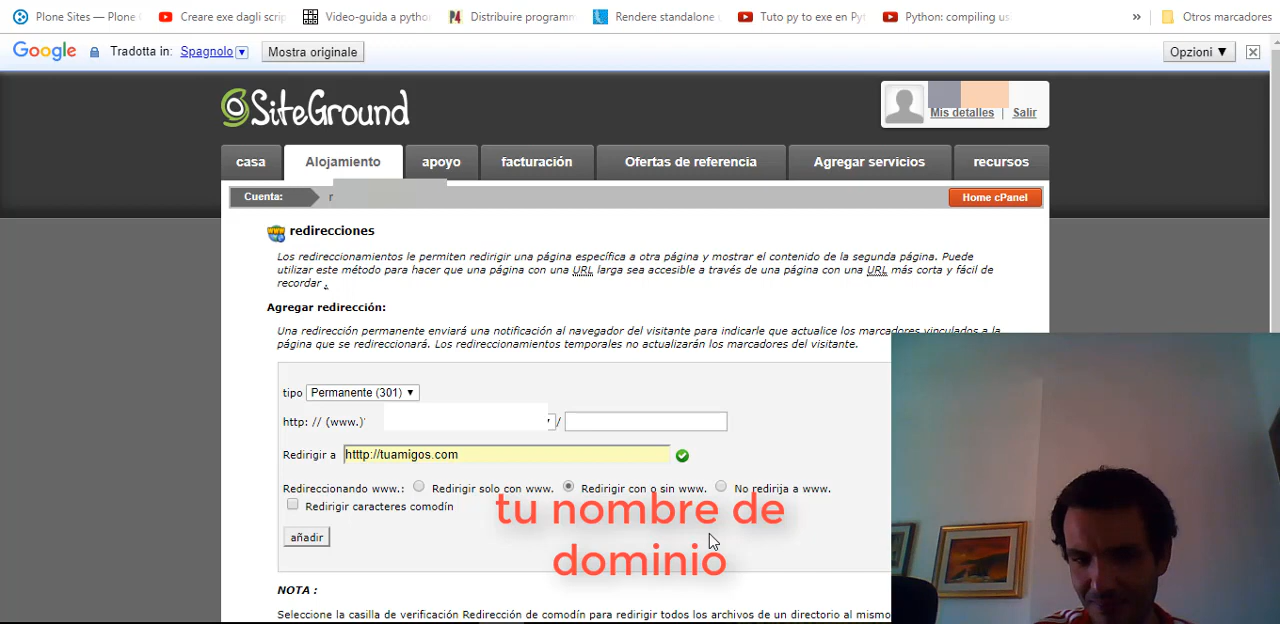 Plone Sites — Plone
Creare exe dagli scrip
Video-guida a pytho
Distribuire programm
Rendere standalone
Tuto py to exe en Pyt
Python: compiling us
»
Otros marcadores
Google
Tradotta in: Spagnolo
Mostra originale
Opzioni ▼
SiteGround
Mis detalles | Salir
casa
Alojamiento
apoyo
facturación
Ofertas de referencia
Agregar servicios
recursos
Cuenta:
r
Home cPanel
redirecciones
Los redireccionamientos le permiten redirigir una página específica a otra página y mostrar el contenido de la segunda página. Puede
utilizar este método para hacer que una página con una URL larga sea accesible a través de una página con una URL más corta y fácil de
recordar .
Agregar redirección:
Una redirección permanente enviará una notificación al navegador del visitante para indicarle que actualice los marcadores vinculados a la
página que se redireccionará. Los redireccionamientos temporales no actualizarán los marcadores del visitante.
tipo Permanente (301) ▼
http: // (www.) /
Redirigir a htttp://tuamigos.com
Redireccionando www.: Redirigir solo con www. Redirigir con o sin www. No redirija a www.
Redirigir caracteres comodín
tu nombre de
dominio
añadir
NOTA :
Seleccione la casilla de verificación Redirección de comodín para redirigir todos los archivos de un directorio al mismo